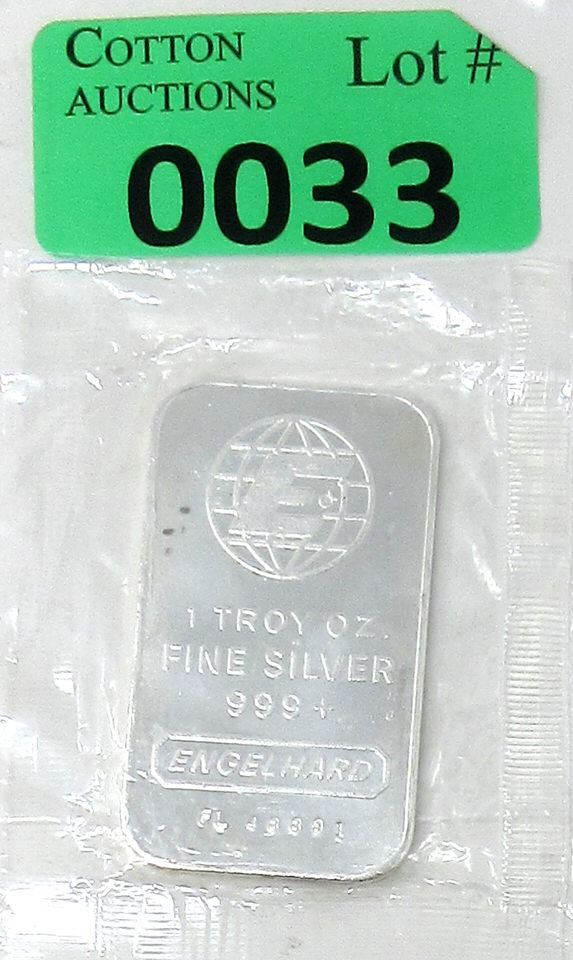 COTTON
AUCTIONS
Lot #
0033
1 TROY OZ.
FINE SILVER
999+
ENGELHARD